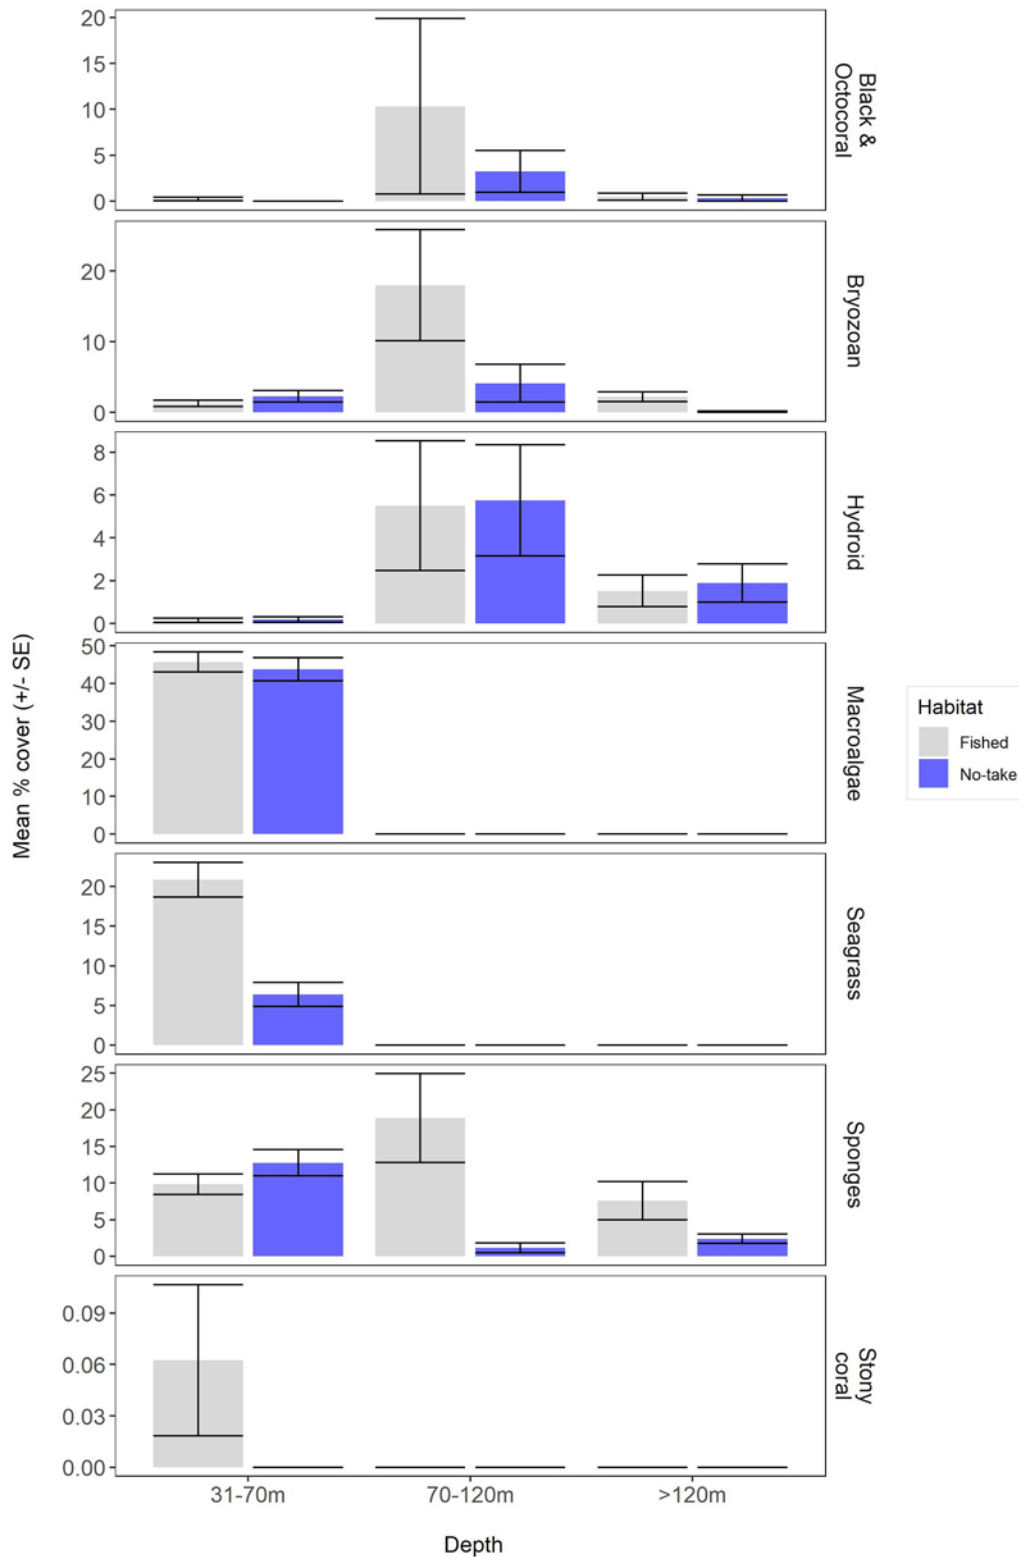 20
15
10
5
0
Black &
Octocoral
20
10
0
Bryozoan
8
6
4
2
0
Hydroid
50
40
30
20
10
0
Macroalgae
Mean % cover (+/- SE)
Habitat
Fished
No-take
20
15
10
5
0
Seagrass
25
20
15
10
5
0
Sponges
0.09
0.06
0.03
0.00
Stony
coral
31-70m 70-120m >120m
Depth